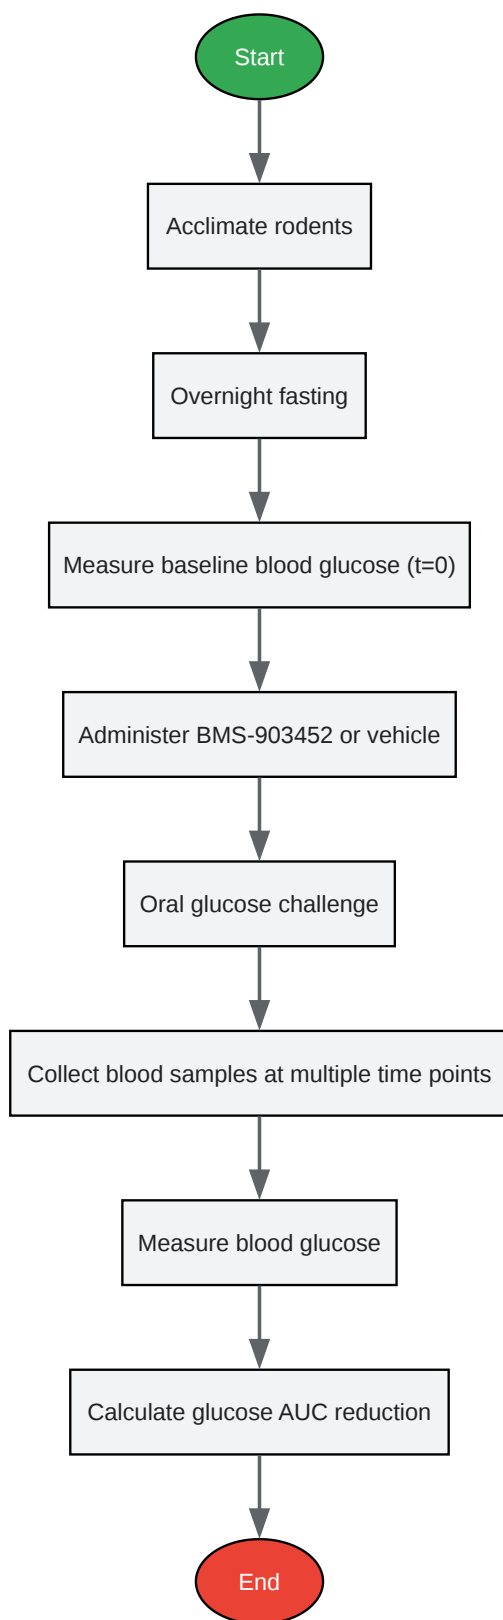 Start
Acclimate rodents
Overnight fasting
Measure baseline blood glucose (t=0)
Administer BMS-903452 or vehicle
Oral glucose challenge
Collect blood samples at multiple time points
Measure blood glucose
Calculate glucose AUC reduction
End